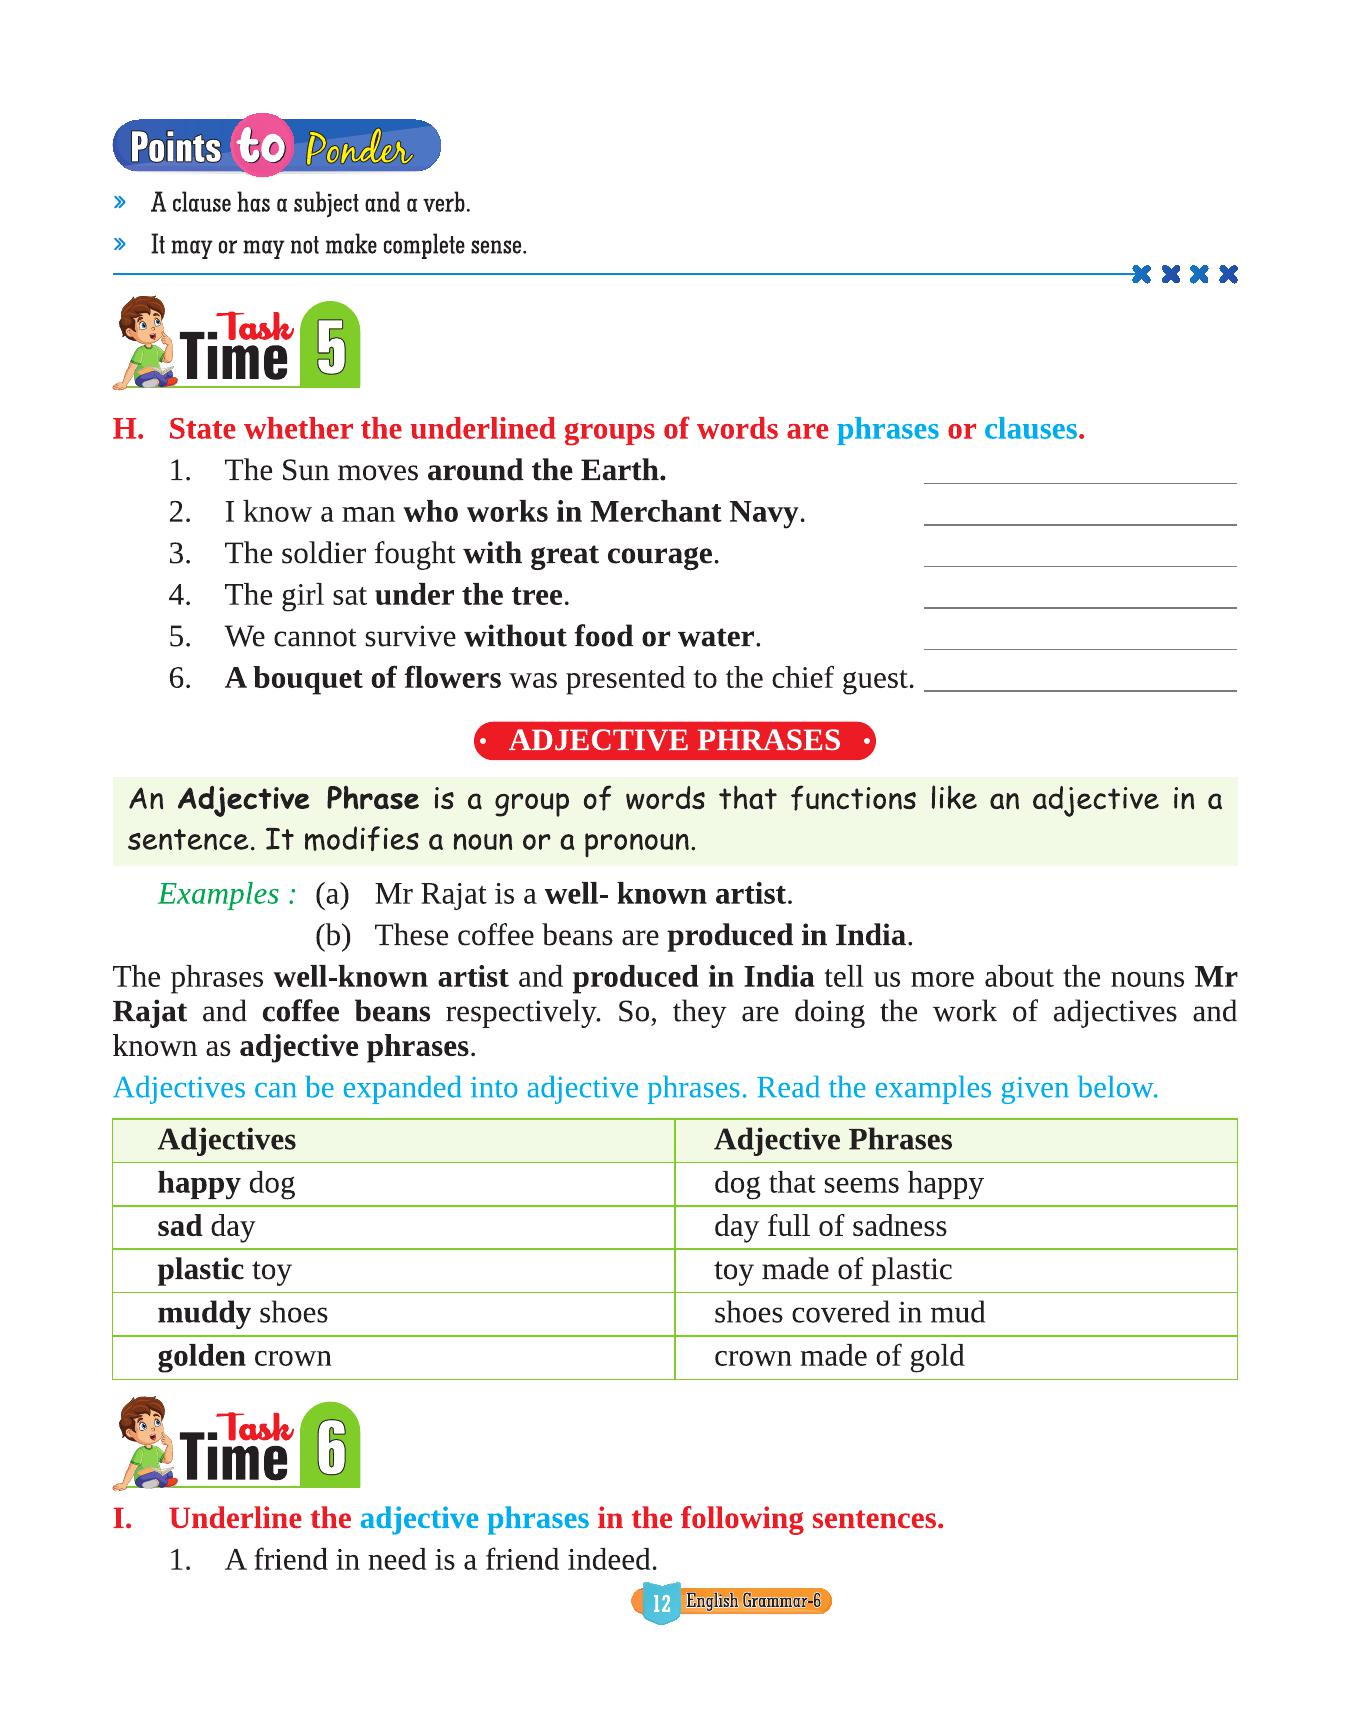 Points to Ponder
» A clause has a subject and a verb.
» It may or may not make complete sense.
Task
Time 5
H. State whether the underlined groups of words are phrases or clauses.
1. The Sun moves around the Earth.
2. I know a man who works in Merchant Navy.
3. The soldier fought with great courage.
4. The girl sat under the tree.
5. We cannot survive without food or water.
6. A bouquet of flowers was presented to the chief guest.
ADJECTIVE PHRASES
An Adjective Phrase is a group of words that functions like an adjective in a
sentence. It modifies a noun or a pronoun.
Examples : (a) Mr Rajat is a well- known artist.
(b) These coffee beans are produced in India.
The phrases well-known artist and produced in India tell us more about the nouns Mr
Rajat and coffee beans respectively. So, they are doing the work of adjectives and
known as adjective phrases.
Adjectives can be expanded into adjective phrases. Read the examples given below.
Adjectives Adjective Phrases
happy dog dog that seems happy
sad day day full of sadness
plastic toy toy made of plastic
muddy shoes shoes covered in mud
golden crown crown made of gold
Task
Time 6
I. Underline the adjective phrases in the following sentences.
1. A friend in need is a friend indeed.
12 English Grammar-6